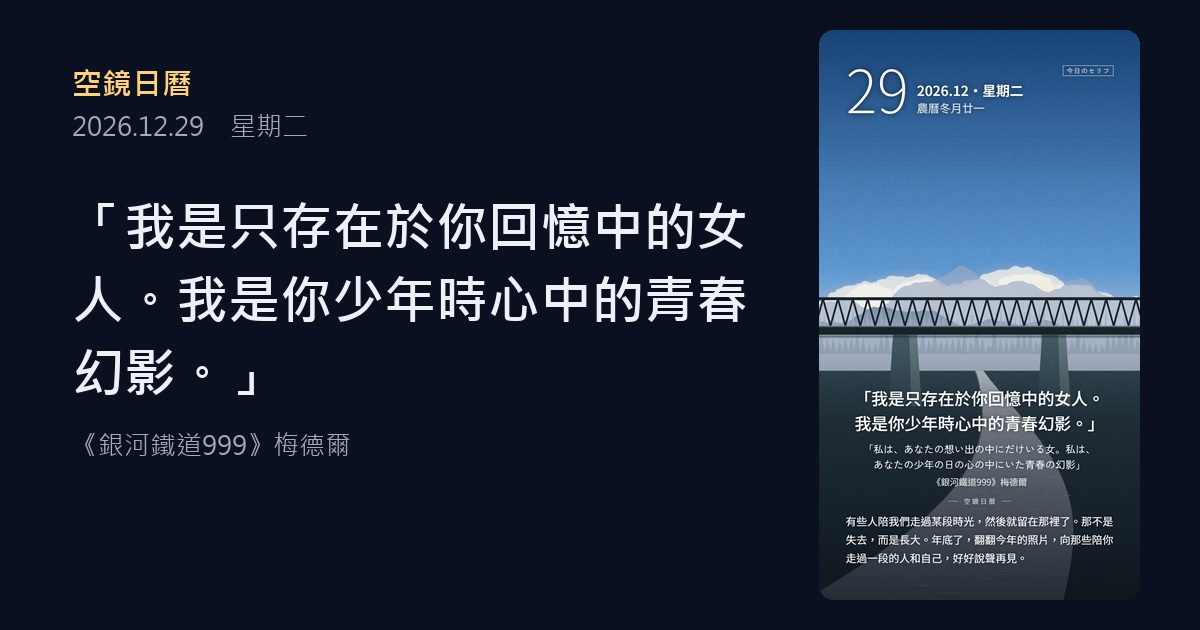 空鏡日曆
2026.12.29　星期二
「我是只存在於你回憶中的女
人。我是你少年時心中的青春
幻影。」
《銀河鐵道999》梅德爾
29
2026.12・星期二
農曆冬月廿一
今日のセリフ
「我是只存在於你回憶中的女人。
我是你少年時心中的青春幻影。」
「私は、あなたの想い出の中にだけいる女。私は、
あなたの少年の日の心の中にいた青春の幻影」
《銀河鐵道999》梅德爾
— 空鏡日曆 —
有些人陪我們走過某段時光，然後就留在那裡了。那不是
失去，而是長大。年底了，翻翻今年的照片，向那些陪你
走過一段的人和自己，好好說聲再見。